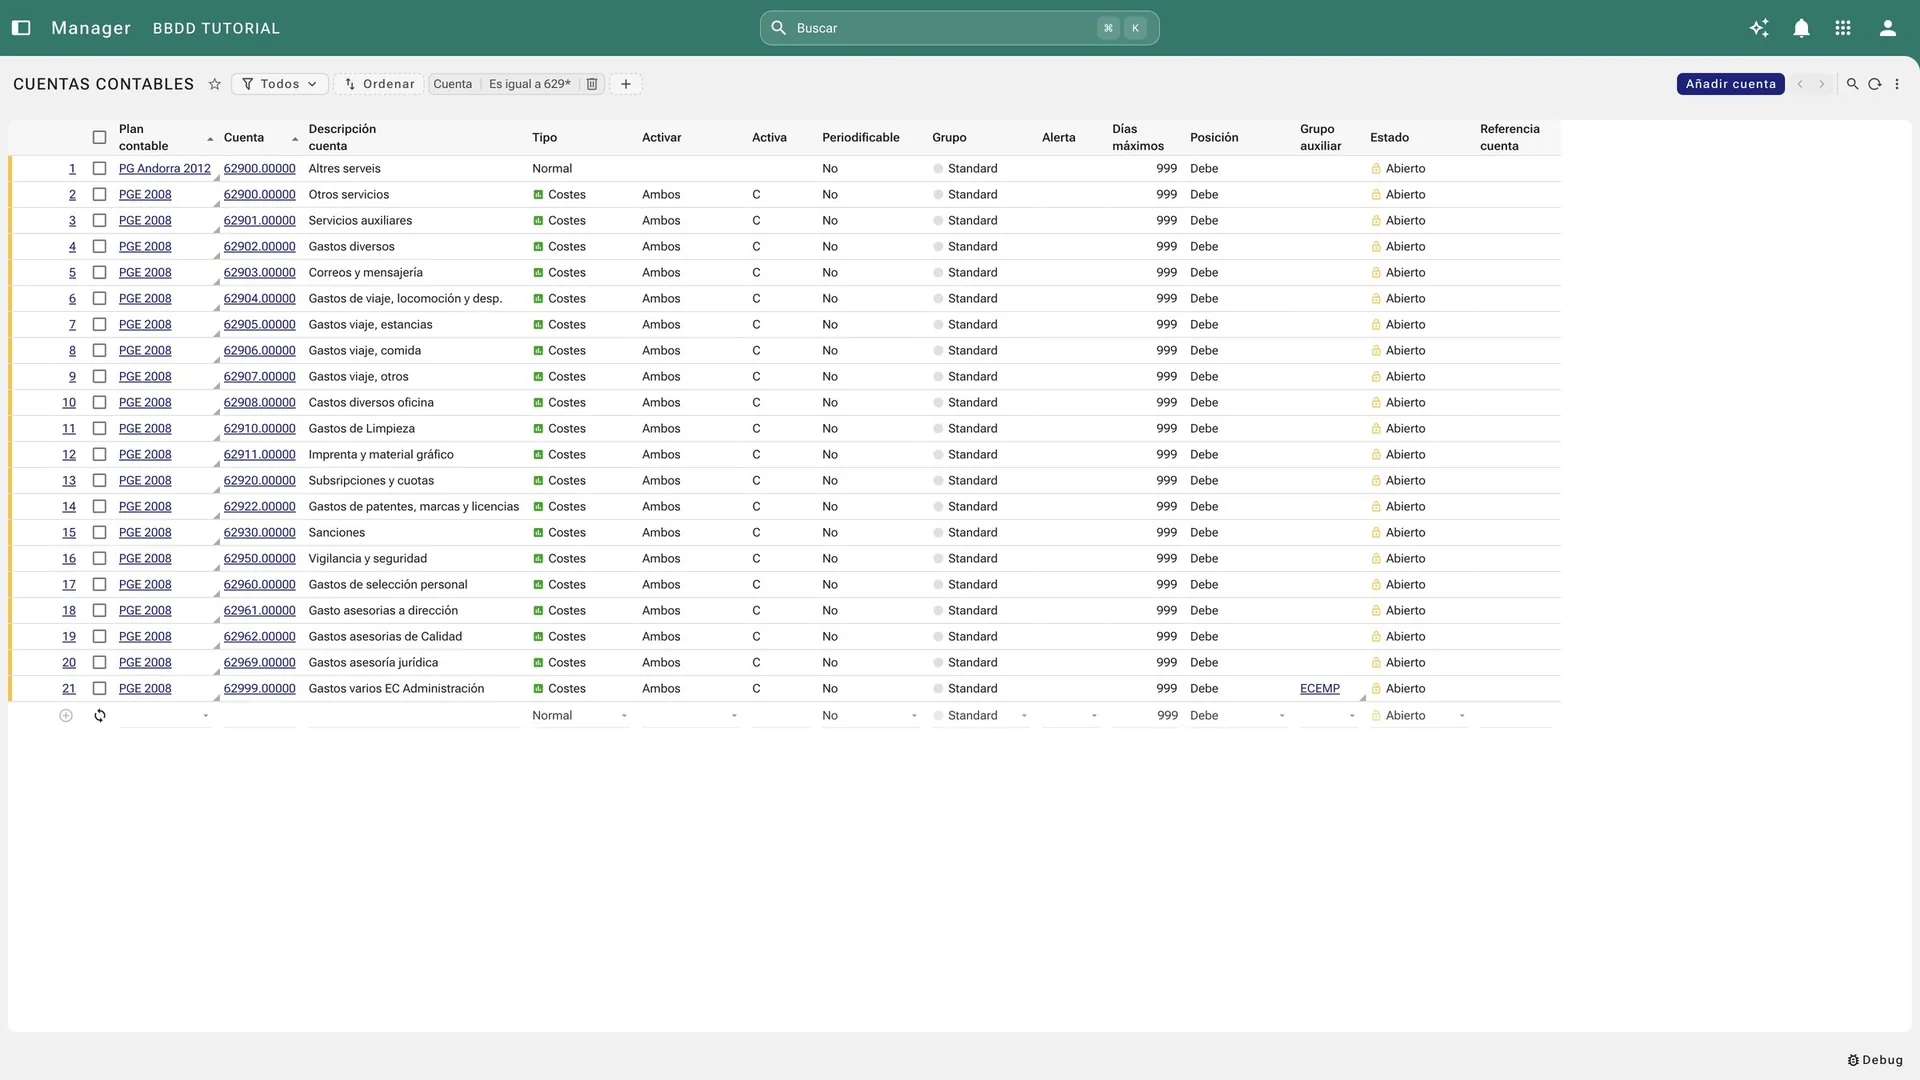 Manager BBDD TUTORIAL Buscar ⌘ K
CUENTAS CONTABLES Todos Ordenar Cuenta Es igual a 629* + Añadir cuenta
Plan contable Cuenta Descripción cuenta Tipo Activar Activa Periodificable Grupo Alerta Días máximos Posición Grupo auxiliar Estado Referencia cuenta
1 PG Andorra 2012 62900.00000 Altres serveis Normal No Standard 999 Debe Abierto
2 PGE 2008 62900.00000 Otros servicios Costes Ambos C No Standard 999 Debe Abierto
3 PGE 2008 62901.00000 Servicios auxiliares Costes Ambos C No Standard 999 Debe Abierto
4 PGE 2008 62902.00000 Gastos diversos Costes Ambos C No Standard 999 Debe Abierto
5 PGE 2008 62903.00000 Correos y mensajería Costes Ambos C No Standard 999 Debe Abierto
6 PGE 2008 62904.00000 Gastos de viaje, locomoción y desp. Costes Ambos C No Standard 999 Debe Abierto
7 PGE 2008 62905.00000 Gastos viaje, estancias Costes Ambos C No Standard 999 Debe Abierto
8 PGE 2008 62906.00000 Gastos viaje, comida Costes Ambos C No Standard 999 Debe Abierto
9 PGE 2008 62907.00000 Gastos viaje, otros Costes Ambos C No Standard 999 Debe Abierto
10 PGE 2008 62908.00000 Castos diversos oficina Costes Ambos C No Standard 999 Debe Abierto
11 PGE 2008 62910.00000 Gastos de Limpieza Costes Ambos C No Standard 999 Debe Abierto
12 PGE 2008 62911.00000 Imprenta y material gráfico Costes Ambos C No Standard 999 Debe Abierto
13 PGE 2008 62920.00000 Subsripciones y cuotas Costes Ambos C No Standard 999 Debe Abierto
14 PGE 2008 62922.00000 Gastos de patentes, marcas y licencias Costes Ambos C No Standard 999 Debe Abierto
15 PGE 2008 62930.00000 Sanciones Costes Ambos C No Standard 999 Debe Abierto
16 PGE 2008 62950.00000 Vigilancia y seguridad Costes Ambos C No Standard 999 Debe Abierto
17 PGE 2008 62960.00000 Gastos de selección personal Costes Ambos C No Standard 999 Debe Abierto
18 PGE 2008 62961.00000 Gasto asesorias a dirección Costes Ambos C No Standard 999 Debe Abierto
19 PGE 2008 62962.00000 Gastos asesorias de Calidad Costes Ambos C No Standard 999 Debe Abierto
20 PGE 2008 62969.00000 Gastos asesoría jurídica Costes Ambos C No Standard 999 Debe Abierto
21 PGE 2008 62999.00000 Gastos varios EC Administración Costes Ambos C No Standard 999 Debe ECEMP Abierto
Normal No Standard 999 Debe Abierto
Debug